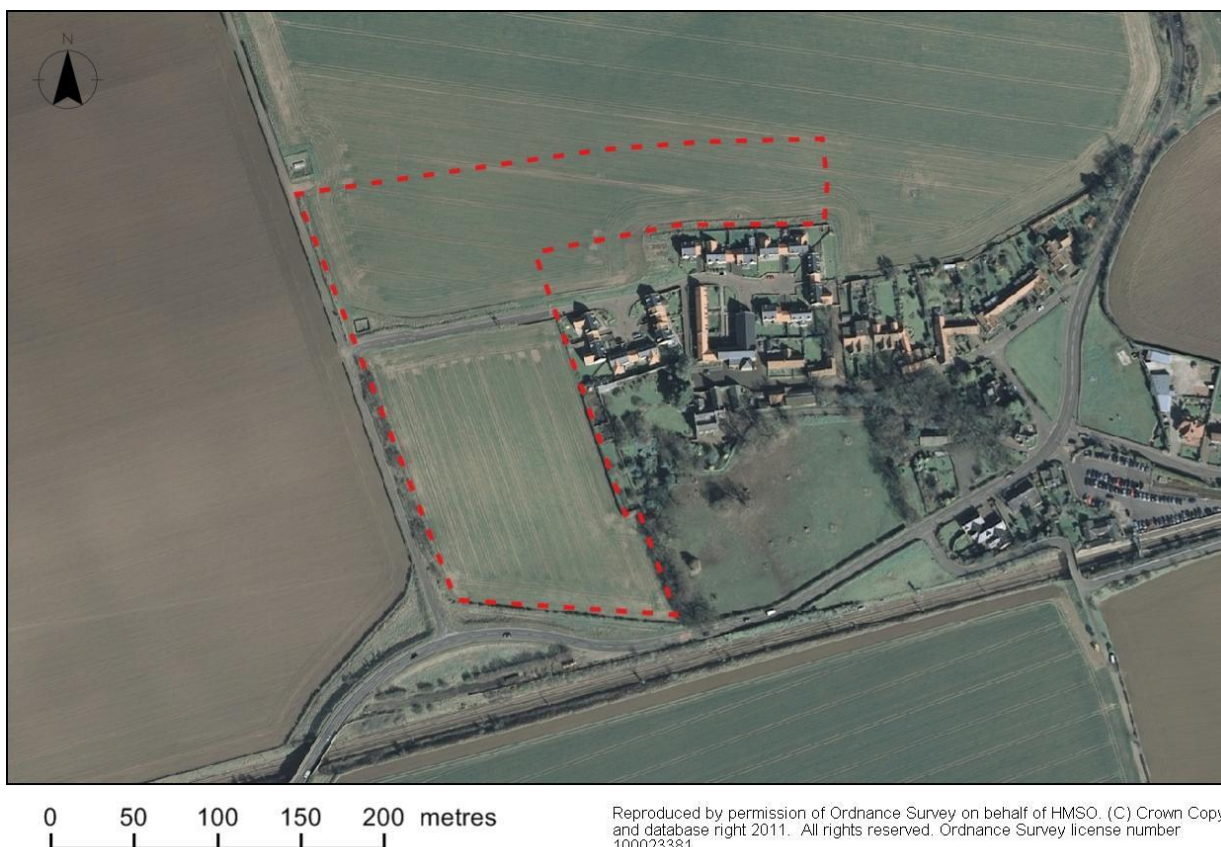 N
0 50 100 150 200 metres
Reproduced by permission of Ordnance Survey on behalf of HMSO. (C) Crown Copy
and database right 2011. All rights reserved. Ordnance Survey license number
100023381